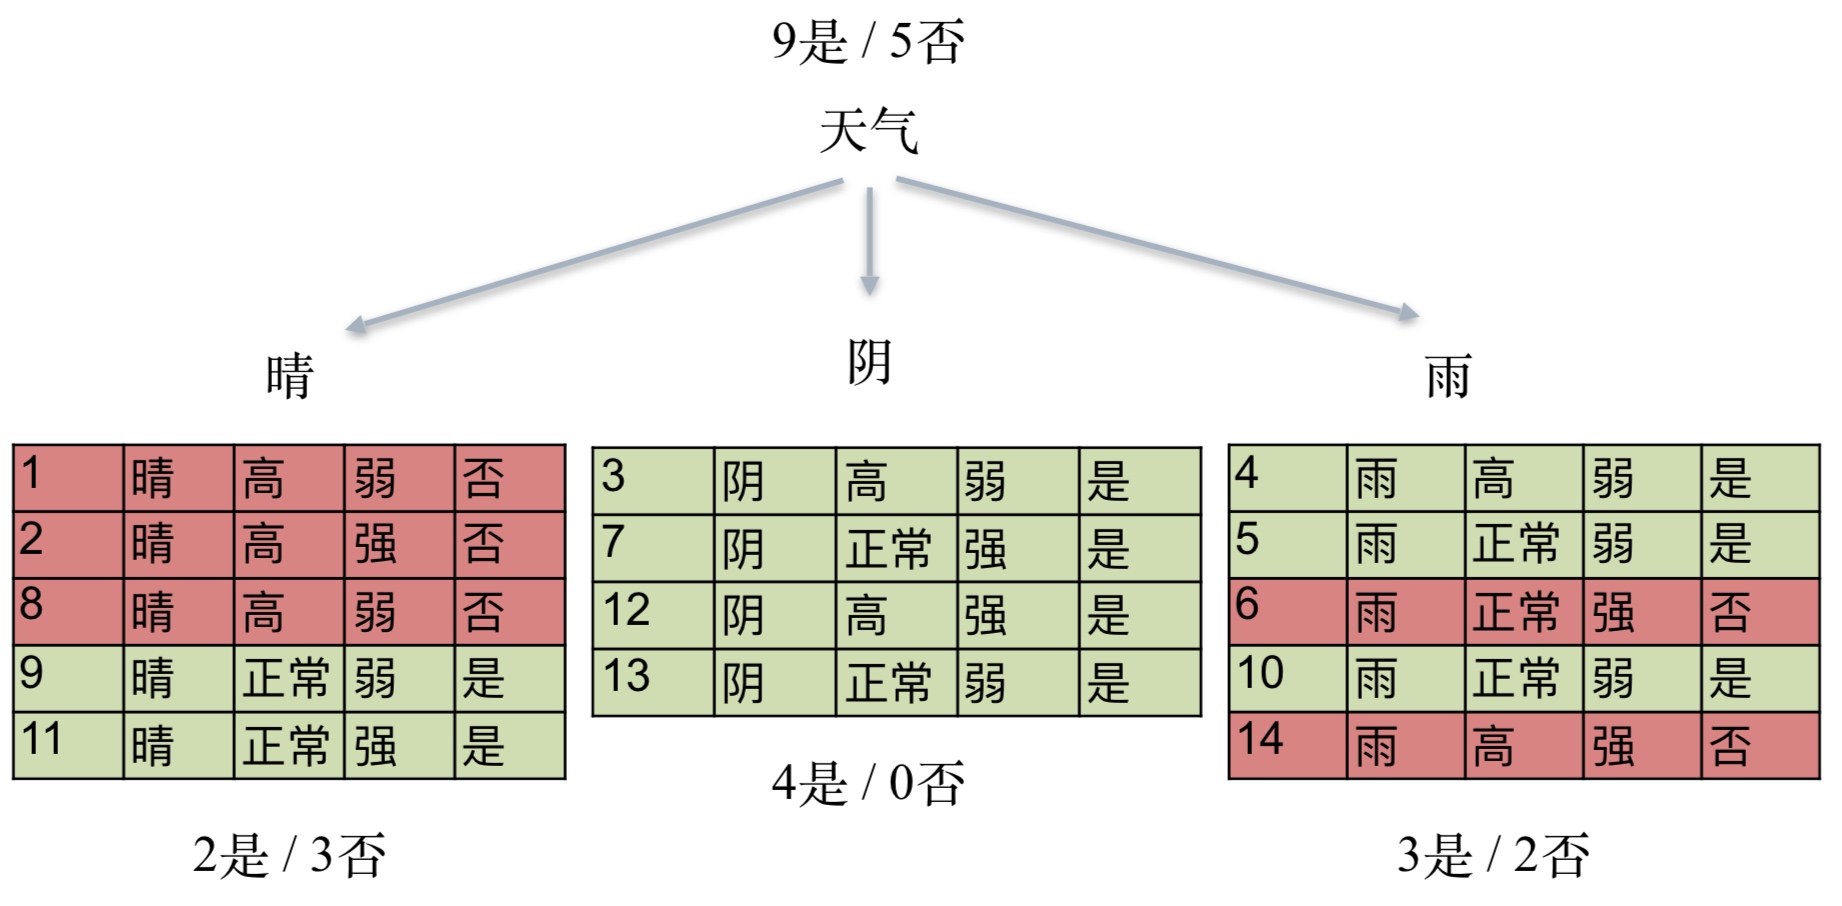 9是 / 5否
天气
晴
1 晴 高 弱 否
2 晴 高 强 否
8 晴 高 弱 否
9 晴 正常 弱 是
11 晴 正常 强 是
2是 / 3否
阴
3 阴 高 弱 是
7 阴 正常 强 是
12 阴 高 强 是
13 阴 正常 弱 是
4是 / 0否
雨
4 雨 高 弱 是
5 雨 正常 弱 是
6 雨 正常 强 否
10 雨 正常 弱 是
14 雨 高 强 否
3是 / 2否